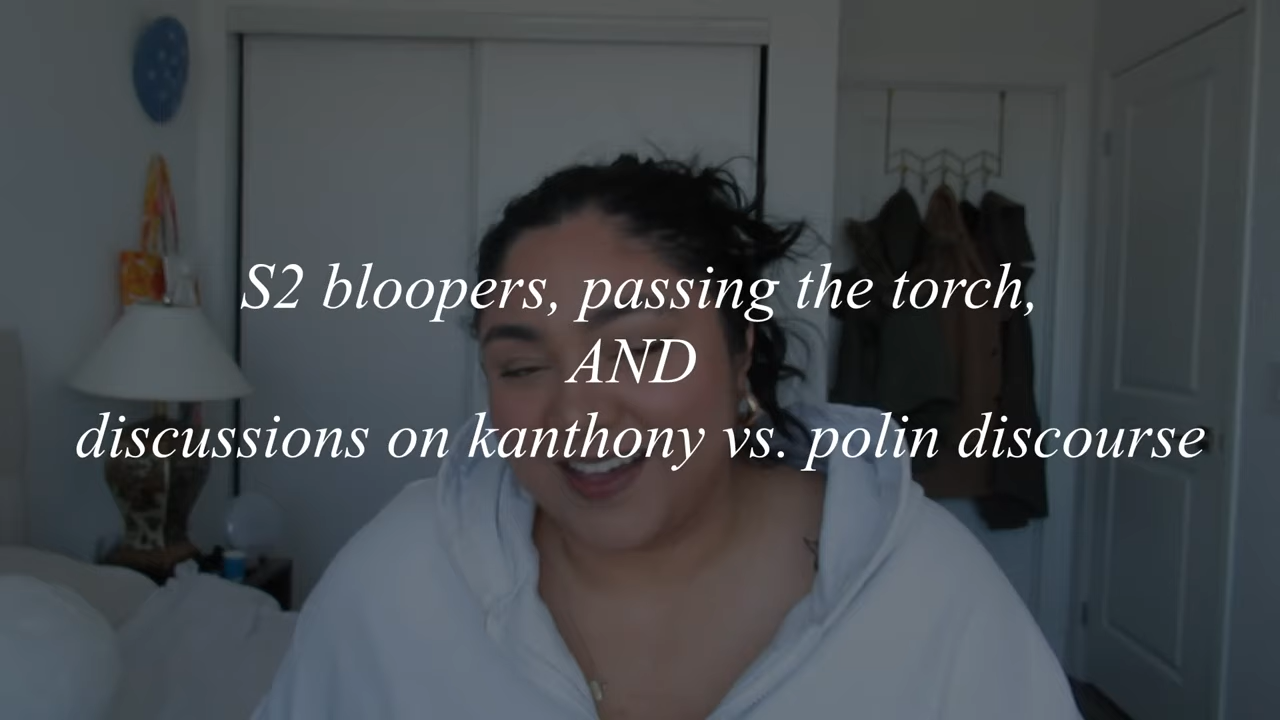 S2 bloopers, passing the torch,
AND
discussions on kanthony vs. polin discourse